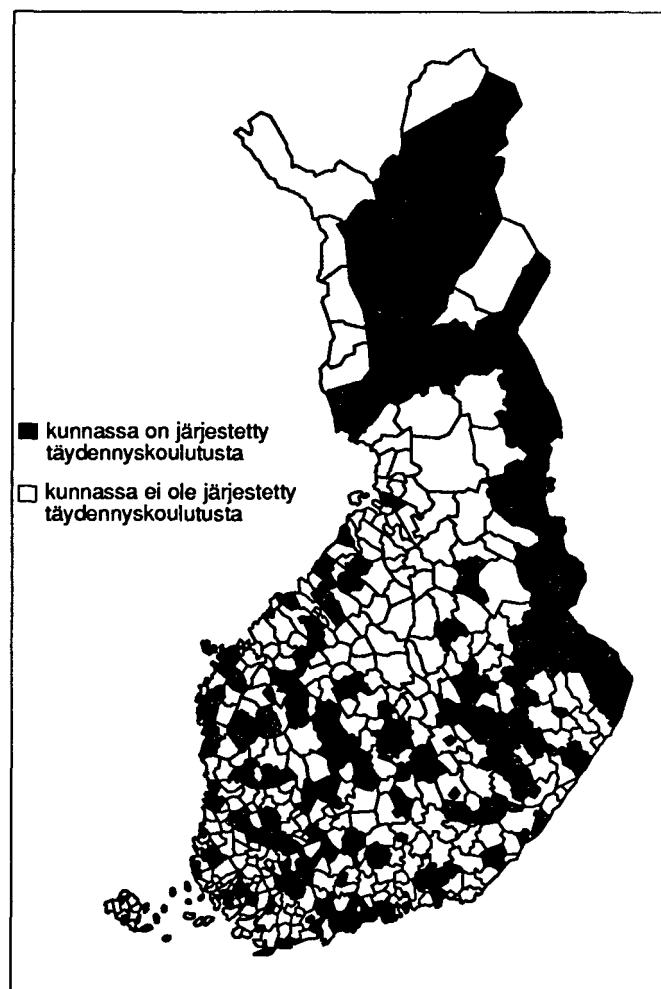 kunnassa on järjestetty
täydennyskoulutusta
kunnassa ei ole järjestetty
täydennyskoulutusta